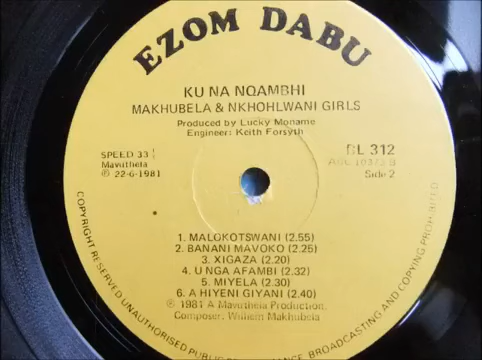 EZOM DABU
KU NA NQAMBHI
MAKHUBELA & NKHOHLWANI GIRLS
Produced by Lucky Moname
Engineer: Keith Forsyth
SPEED 33⅓
Mavuthela
℗ 22-6-1981
BL 312
Side 2
1. MALOKOTSWANI (2.55)
2. BANANI MAVOKO (2.25)
3. XIGAZA (2.20)
4. U NGA AFAMBI (2.32)
5. MIYELA (2.30)
6. A HIYENI GIYANI (2.40)
℗ 1981 A Mavuthela Production
Composer: Wilhem Makhubela
COPYRIGHT RESERVED UNAUTHORISED PUBLIC PERFORMANCE, BROADCASTING AND COPYING PROHIBITED